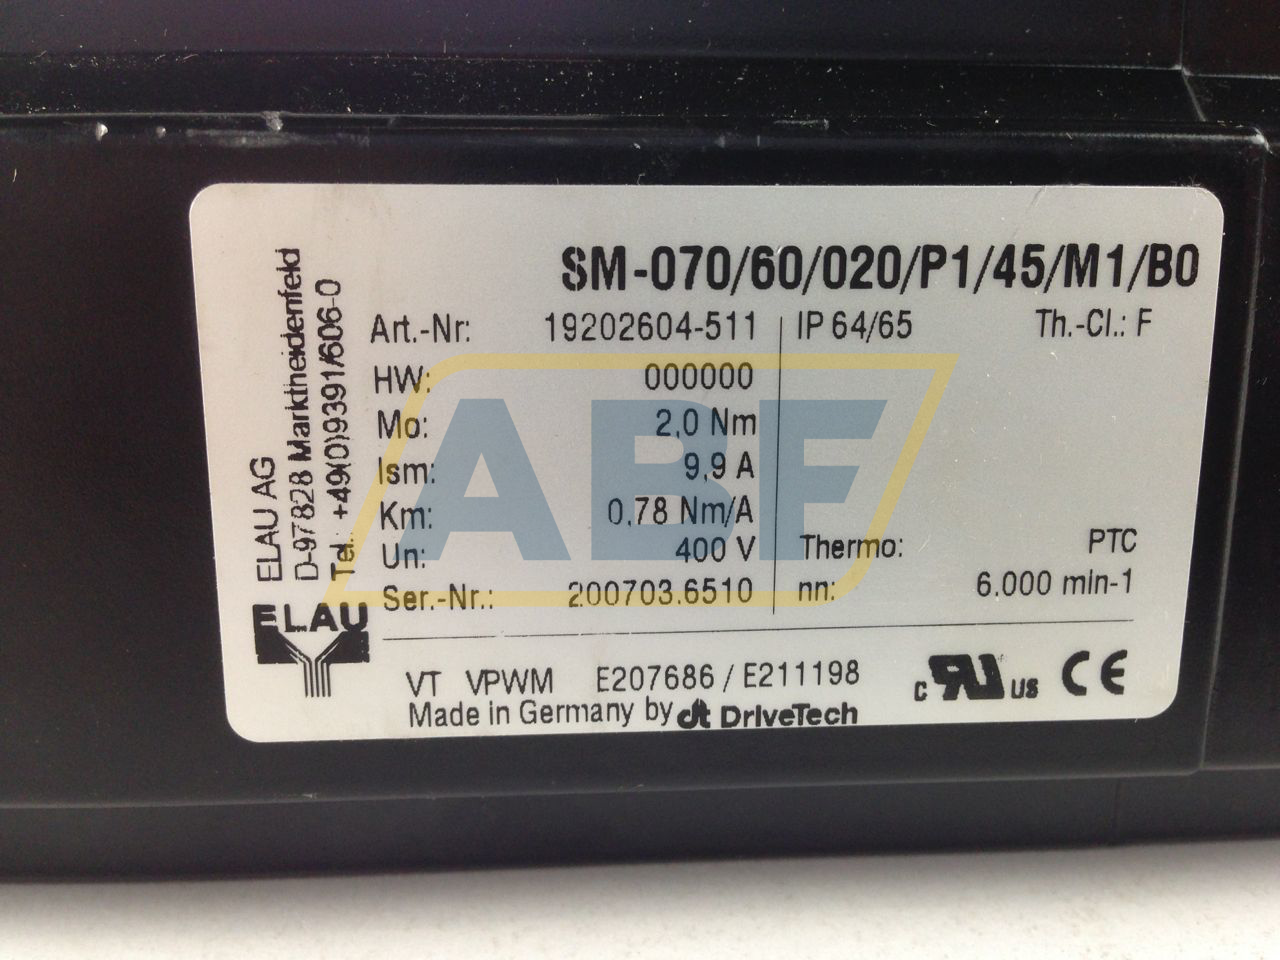 SM-070/60/020/P1/45/M1/B0
Art.-Nr: 19202604-511 IP 64/65 Th.-Cl.: F
HW: 000000
Mo: 2,0 Nm
Ism: 9,9 A
Km: 0,78 Nm/A
Un: 400 V Thermo: PTC
Ser.-Nr.: 200703.6510 nn: 6.000 min-1
VT VPWM E207686 / E211198
Made in Germany by dt DriveTech
ELAU AG
D-97828 Marktheidenfeld
Tel.: +49(0)9391/606-0
ELAU
c RU US CE
ABF